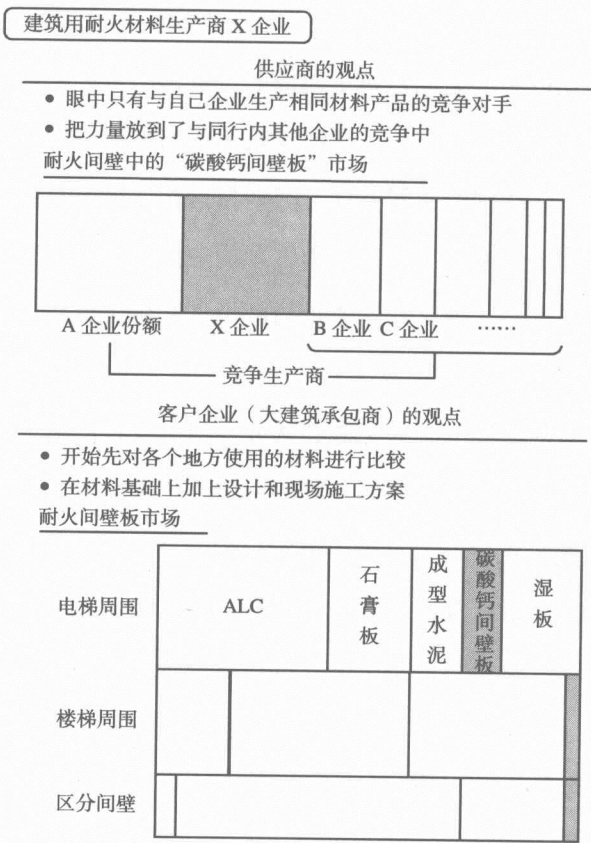 建筑用耐火材料生产商 X 企业
供应商的观点
• 眼中只有与自己企业生产相同材料产品的竞争对手
• 把力量放到了与同行内其他企业的竞争中
耐火间壁中的“碳酸钙间壁板”市场
A 企业份额 X 企业 B 企业 C 企业 ……
竞争生产商
客户企业（大建筑承包商）的观点
• 开始先对各个地方使用的材料进行比较
• 在材料基础上加上设计和现场施工方案
耐火间壁板市场
电梯周围
ALC
石膏板
成型水泥
碳酸钙间壁板
湿板
楼梯周围
区分间壁